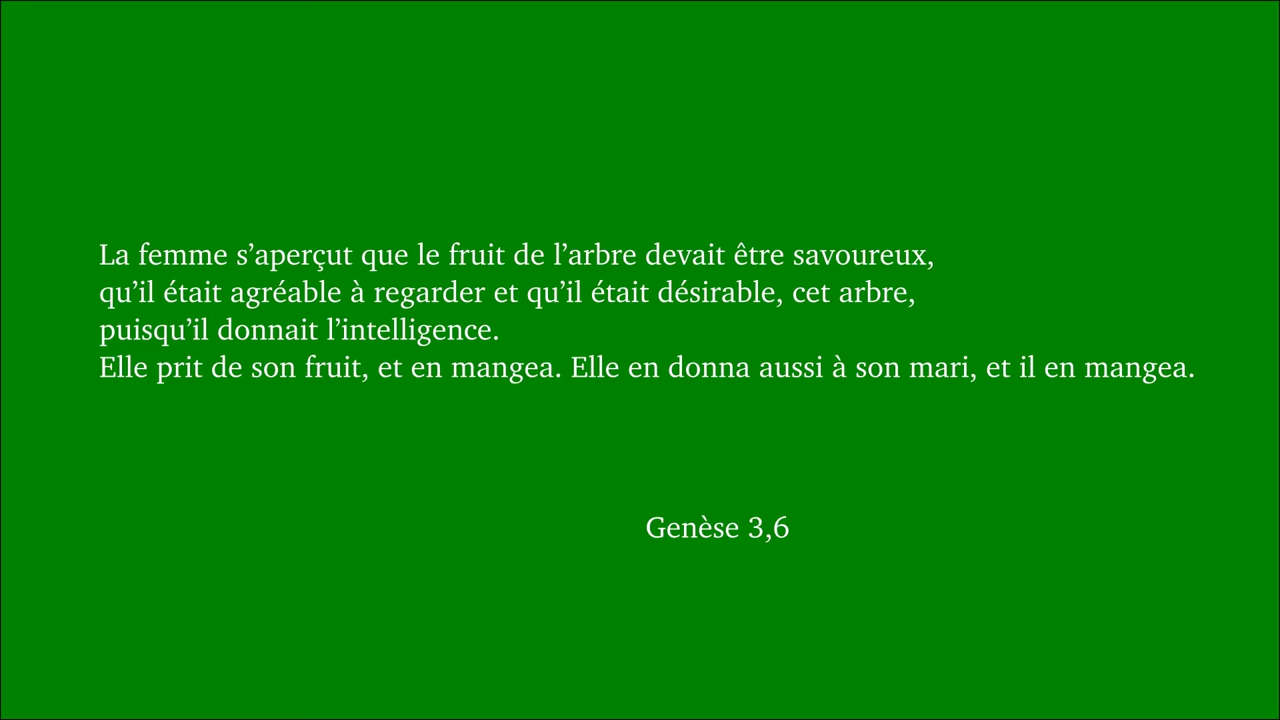 La femme s’aperçut que le fruit de l’arbre devait être savoureux,
qu’il était agréable à regarder et qu’il était désirable, cet arbre,
puisqu’il donnait l’intelligence.
Elle prit de son fruit, et en mangea. Elle en donna aussi à son mari, et il en mangea.
Genèse 3,6